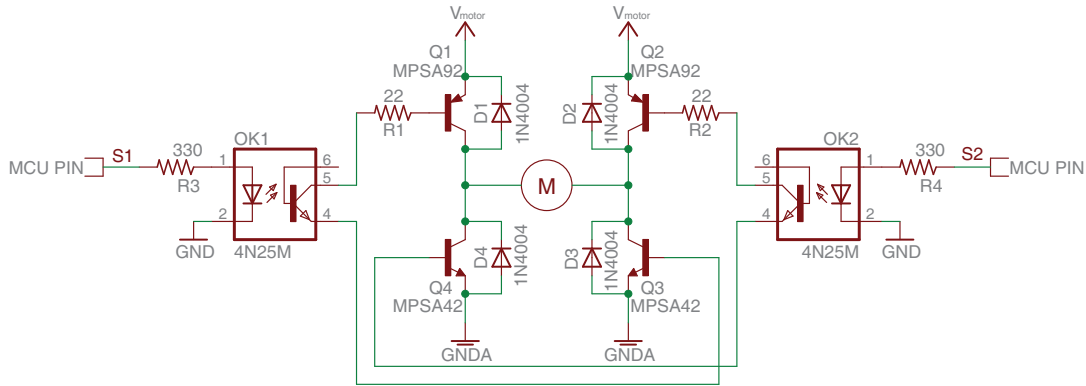 Vmotor
Vmotor
Q1
MPSA92
Q2
MPSA92
D1
1N4004
D2
1N4004
22
R1
22
R2
OK1
OK2
MCU PIN
S1
330
R3
1
2
6
5
4
4N25M
GND
M
6
5
4
1
2
4N25M
GND
330
R4
S2
MCU PIN
D4
1N4004
D3
1N4004
Q4
MPSA42
Q3
MPSA42
GNDA
GNDA